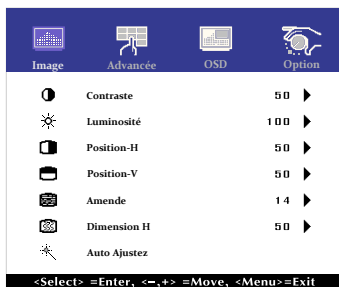 Image Advancée OSD Option
Contraste 50
Luminosité 100
Position-H 50
Position-V 50
Amende 14
Dimension H 50
Auto Ajustez
<Select> =Enter, <−,+> =Move, <Menu>=Exit